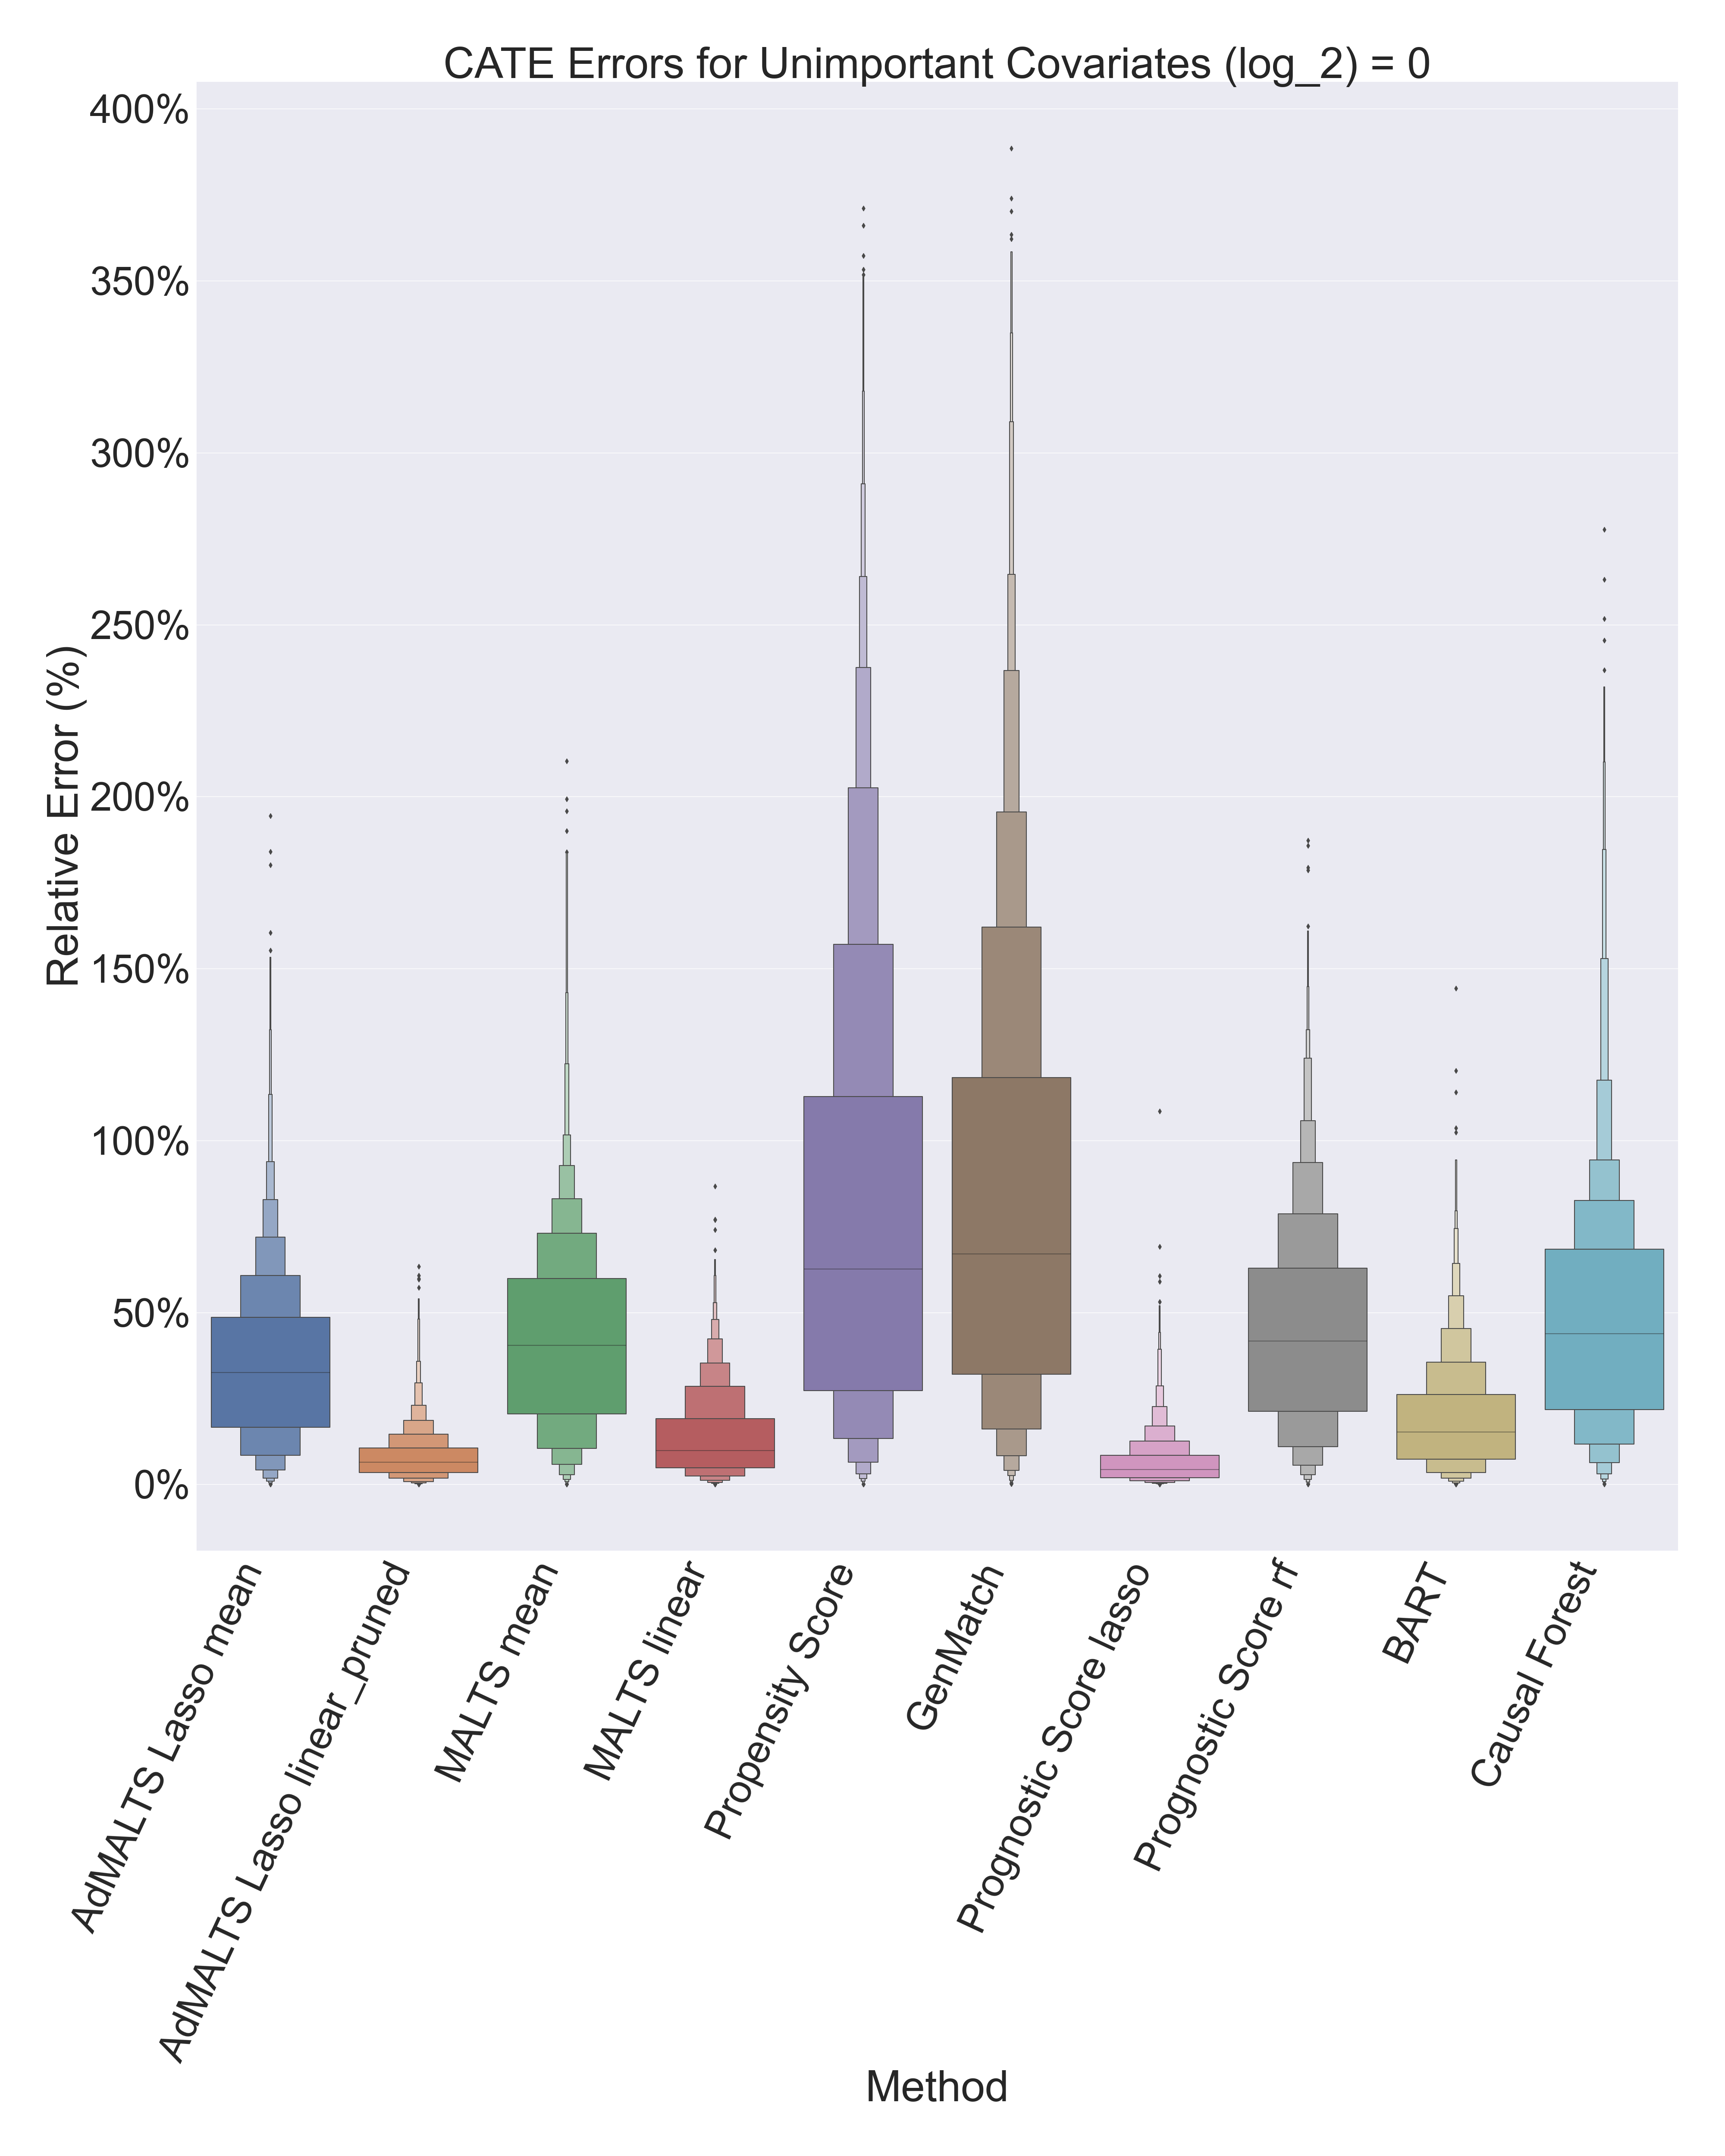 CATE Errors for Unimportant Covariates (log_2) = 0
400%
350%
300%
250%
200%
150%
100%
50%
0%
Relative Error (%)
AdMALTS Lasso mean
AdMALTS Lasso linear_pruned
MALTS mean
MALTS linear
Propensity Score
GenMatch
Prognostic Score lasso
Prognostic Score rf
BART
Causal Forest
Method